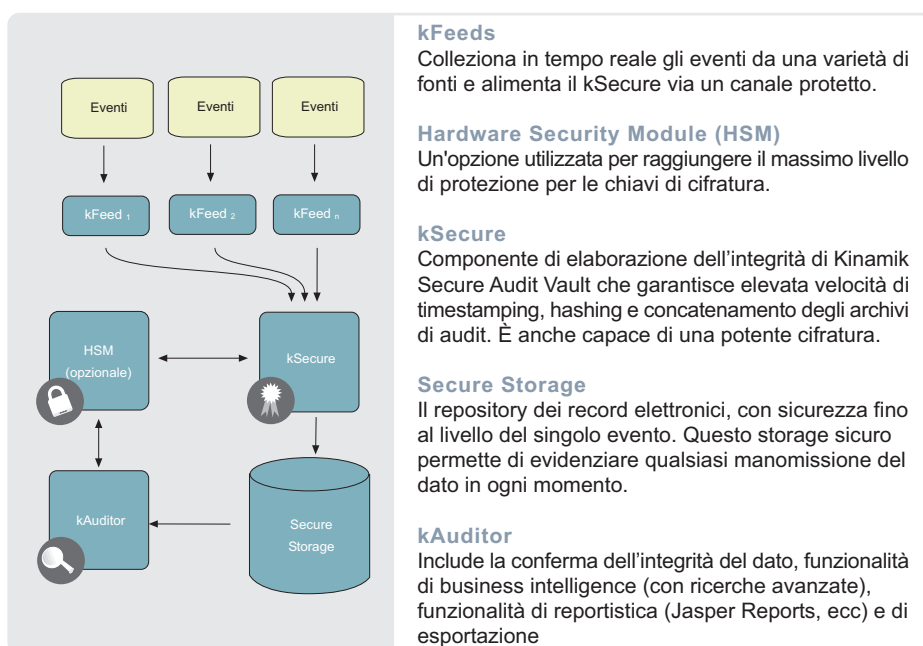 Eventi
Eventi
Eventi
kFeed 1
kFeed 2
kFeed n
HSM
(opzionale)
kSecure
kAuditor
Secure
Storage
kFeeds
Colleziona in tempo reale gli eventi da una varietà di
fonti e alimenta il kSecure via un canale protetto.
Hardware Security Module (HSM)
Un'opzione utilizzata per raggiungere il massimo livello
di protezione per le chiavi di cifratura.
kSecure
Componente di elaborazione dell’integrità di Kinamik
Secure Audit Vault che garantisce elevata velocità di
timestamping, hashing e concatenamento degli archivi
di audit. È anche capace di una potente cifratura.
Secure Storage
Il repository dei record elettronici, con sicurezza fino
al livello del singolo evento. Questo storage sicuro
permette di evidenziare qualsiasi manomissione del
dato in ogni momento.
kAuditor
Include la conferma dell’integrità del dato, funzionalità
di business intelligence (con ricerche avanzate),
funzionalità di reportistica (Jasper Reports, ecc) e di
esportazione